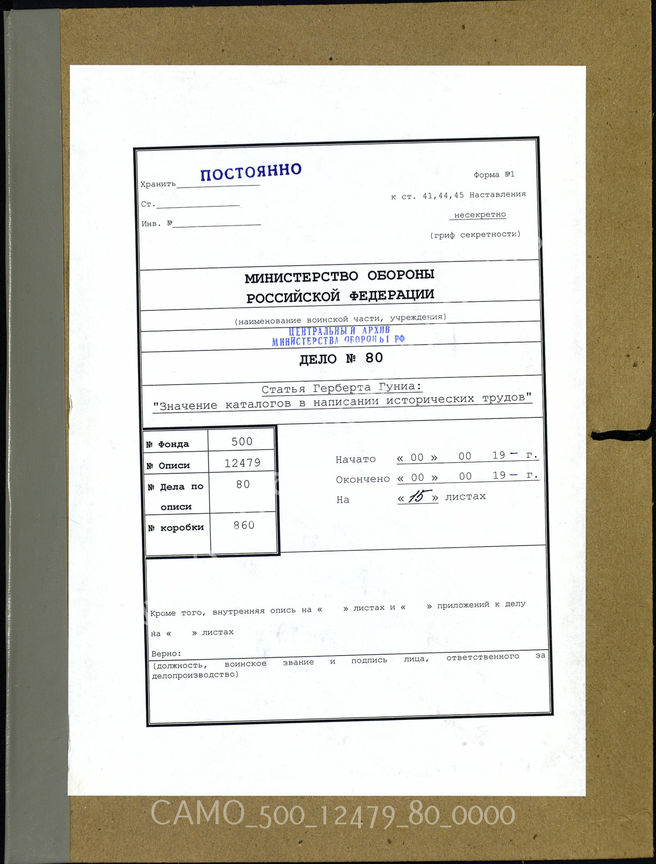 ПОСТОЯННО
Хранить
Форма №1
Ст.
к ст. 41,44,45 Наставления
Инв. №
несекретно
(гриф секретности)
МИНИСТЕРСТВО ОБОРОНЫ
РОССИЙСКОЙ ФЕДЕРАЦИИ
(наименование воинской части, учреждения)
ЦЕНТРАЛЬНЫЙ АРХИВ
МИНИСТЕРСТВА ОБОРОНЫ РФ
ДЕЛО № 80
Статья Герберта Гуниа:
"Значение каталогов в написании исторических трудов"
№ Фонда 500
№ Описи 12479
№ Дела по описи 80
№ коробки 860
Начато « 00 » 00 19 — г.
Окончено « 00 » 00 19 — г.
На « 15 » листах
Кроме того, внутренняя опись на « » листах и « » приложений к делу
на « » листах
Верно:
(должность, воинское звание и подпись лица, ответственного за
делопроизводство)
CAMO_500_12479_80_0000